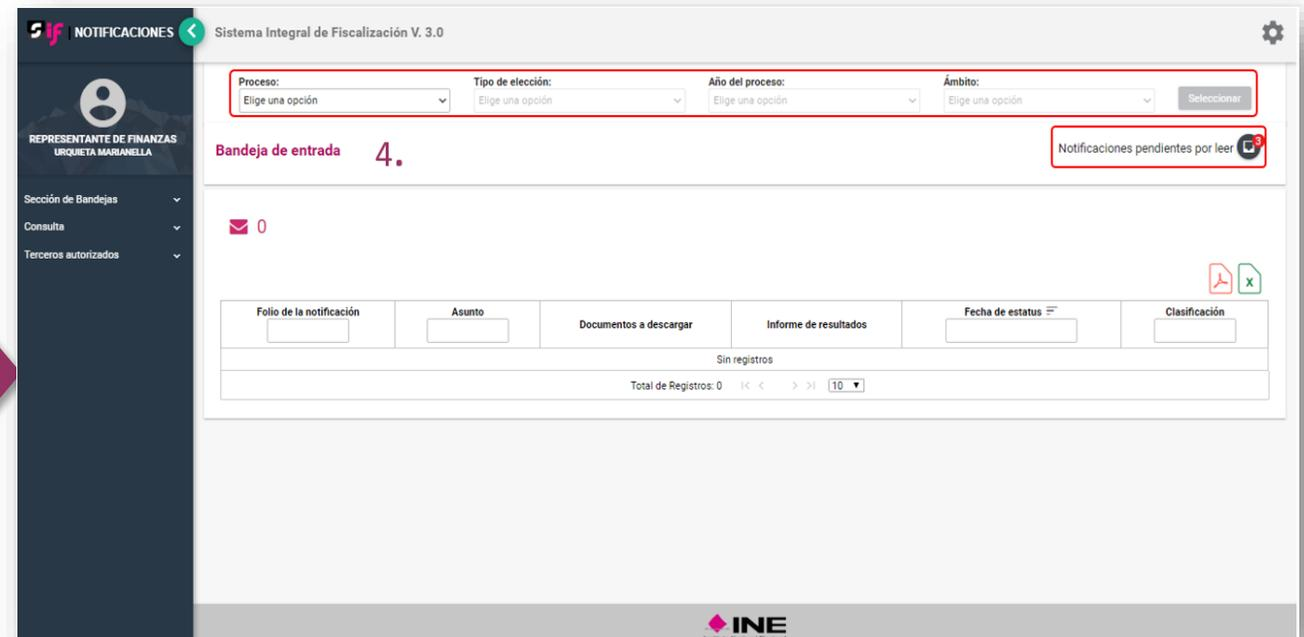 sif | NOTIFICACIONES
Sistema Integral de Fiscalización V. 3.0
REPRESENTANTE DE FINANZAS
URQUIETA MARIANELLA
Sección de Bandejas
Consulta
Terceros autorizados
Proceso: Tipo de elección: Año del proceso: Ámbito:
Elige una opción Elige una opción Elige una opción Elige una opción Seleccionar
Bandeja de entrada 4. Notificaciones pendientes por leer 3
0
Folio de la notificación Asunto Documentos a descargar Informe de resultados Fecha de estatus Clasificación
Sin registros
Total de Registros: 0 |< < > >| 10
INE